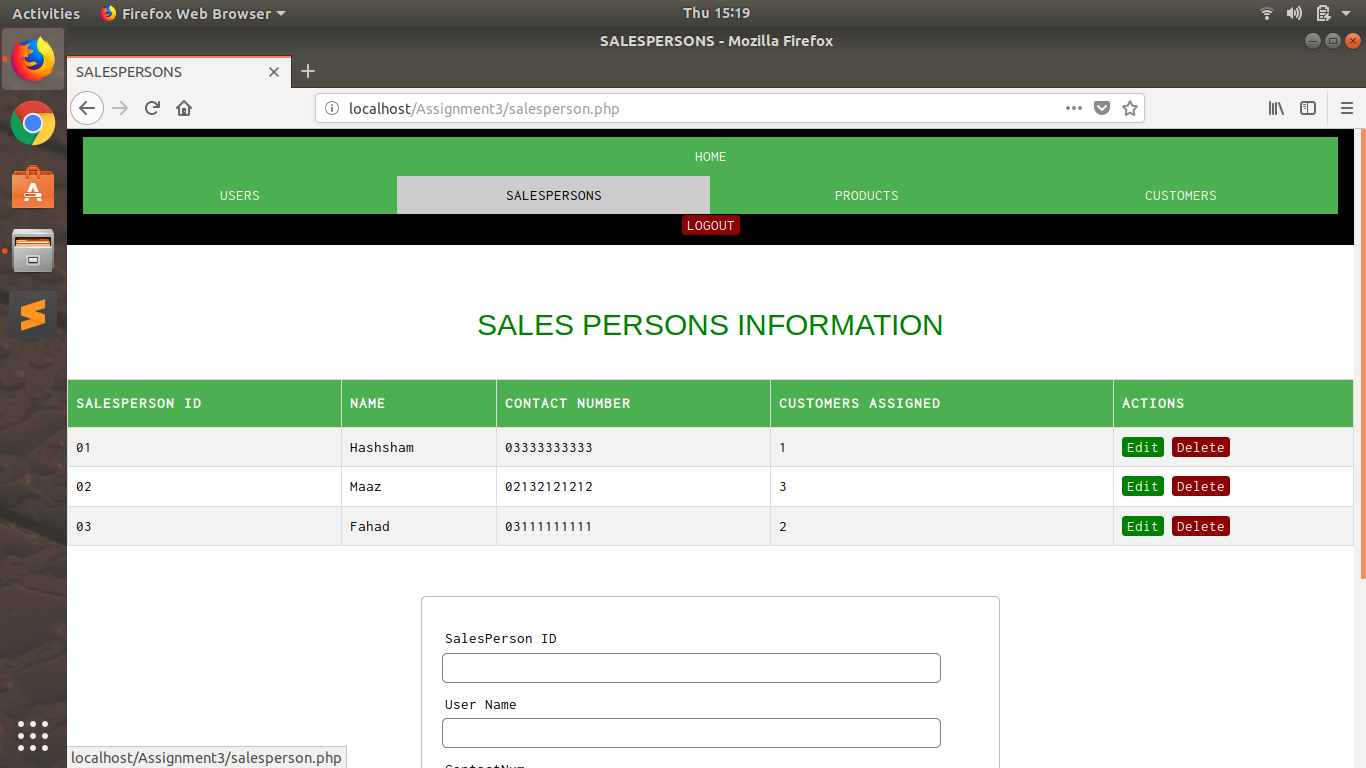 Activities Firefox Web Browser Thu 15:19
SALESPERSONS - Mozilla Firefox
SALESPERSONS
localhost/Assignment3/salesperson.php
HOME
USERS SALESPERSONS PRODUCTS CUSTOMERS
LOGOUT
SALES PERSONS INFORMATION
SALESPERSON ID NAME CONTACT NUMBER CUSTOMERS ASSIGNED ACTIONS
01 Hashsham 03333333333 1 Edit Delete
02 Maaz 02132121212 3 Edit Delete
03 Fahad 03111111111 2 Edit Delete
SalesPerson ID
User Name
ContactNum
localhost/Assignment3/salesperson.php